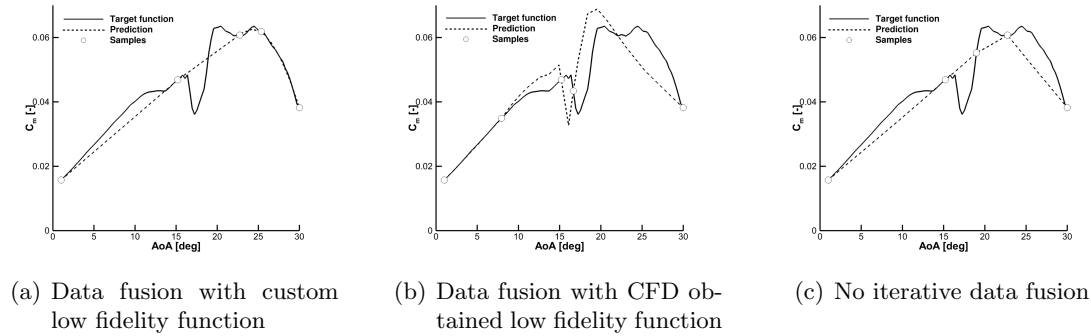 Target function
Prediction
Samples
0.06
0.04
0.02
0
C_m [-]
0 5 10 15 20 25 30
AoA [deg]
Target function
Prediction
Samples
0.06
0.04
0.02
0
C_m [-]
0 5 10 15 20 25 30
AoA [deg]
Target function
Prediction
Samples
0.06
0.04
0.02
0
C_m [-]
0 5 10 15 20 25 30
AoA [deg]
(a) Data fusion with custom
low fidelity function
(b) Data fusion with CFD ob-
tained low fidelity function
(c) No iterative data fusion